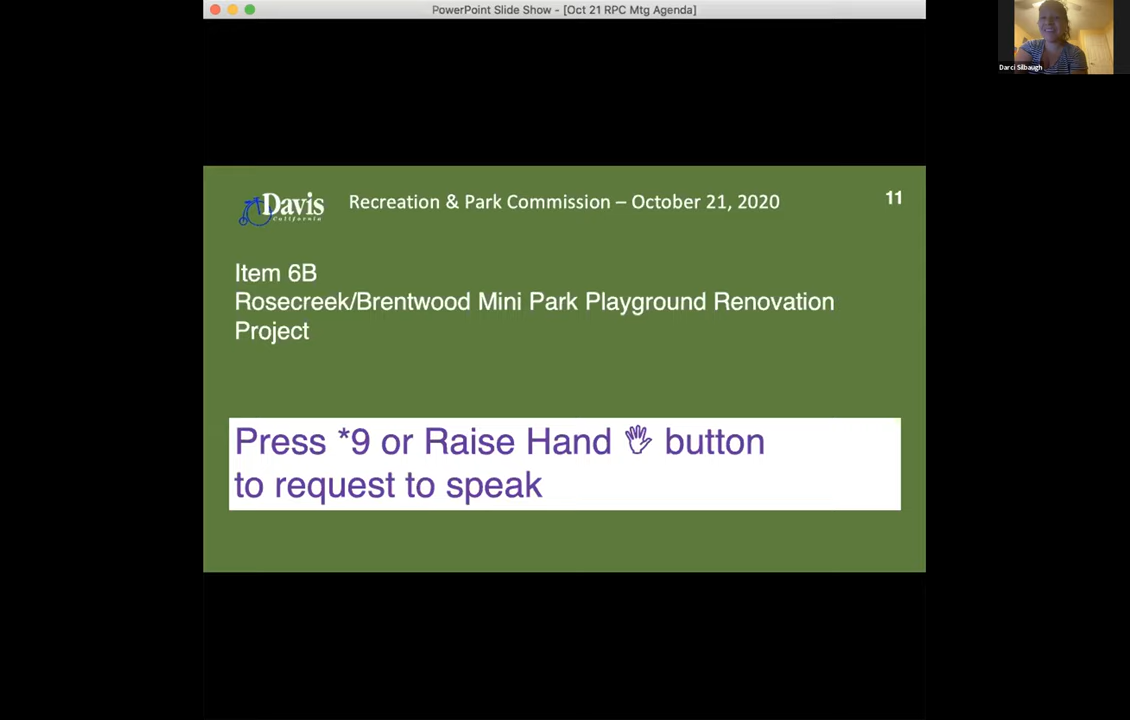 PowerPoint Slide Show - [Oct 21 RPC Mtg Agenda]
Darci Silbaugh
Davis
California
Recreation & Park Commission – October 21, 2020
11
Item 6B
Rosecreek/Brentwood Mini Park Playground Renovation
Project
Press *9 or Raise Hand 👋 button
to request to speak